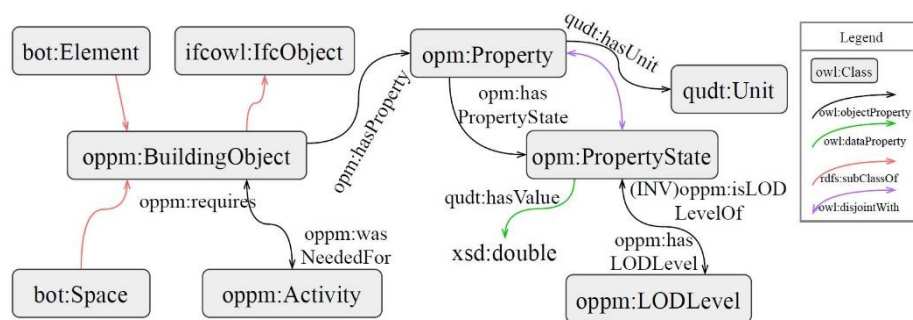 bot:Element
ifcowl:IfcObject
opm:Property
qudt:hasUnit
qudt:Unit
opm:hasProperty
opm:has
PropertyState
oppm:BuildingObject
opm:PropertyState
oppm:requires
qudt:hasValue
(INV)oppm:isLOD
LevelOf
oppm:was
NeededFor
xsd:double
oppm:has
LODLevel
bot:Space
oppm:Activity
oppm:LODLevel
Legend
owl:Class
owl:objectProperty
owl:dataProperty
rdfs:subClassOf
owl:disjointWith